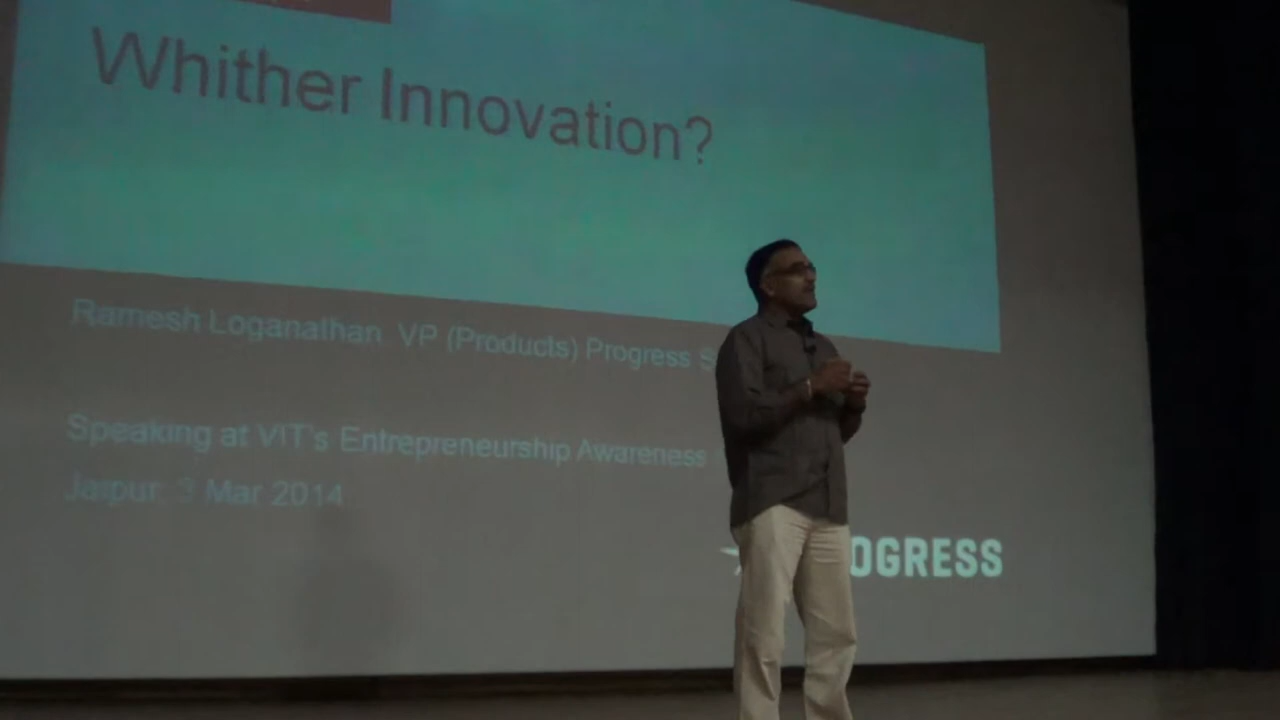 Whither Innovation?
Ramesh Loganathan VP (Products) Progress S
Speaking at VIT's Entrepreneurship Awareness
Jaipur 3 Mar 2014
OGRESS